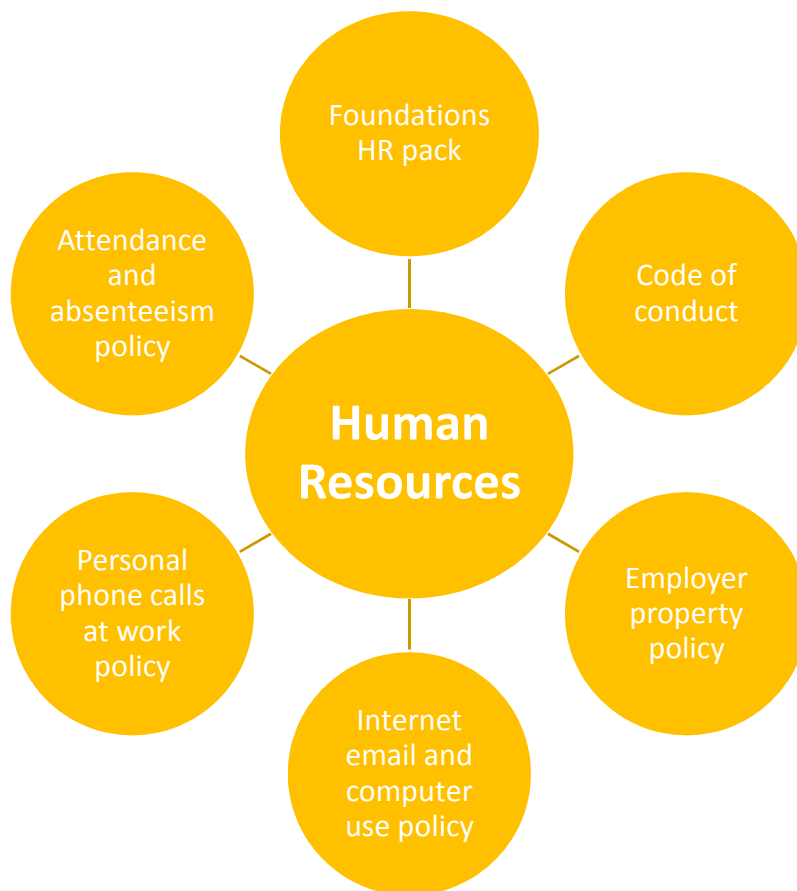 Foundations
HR pack
Code of
conduct
Employer
property
policy
Internet
email and
computer
use policy
Personal
phone calls
at work
policy
Attendance
and
absenteeism
policy
Human
Resources